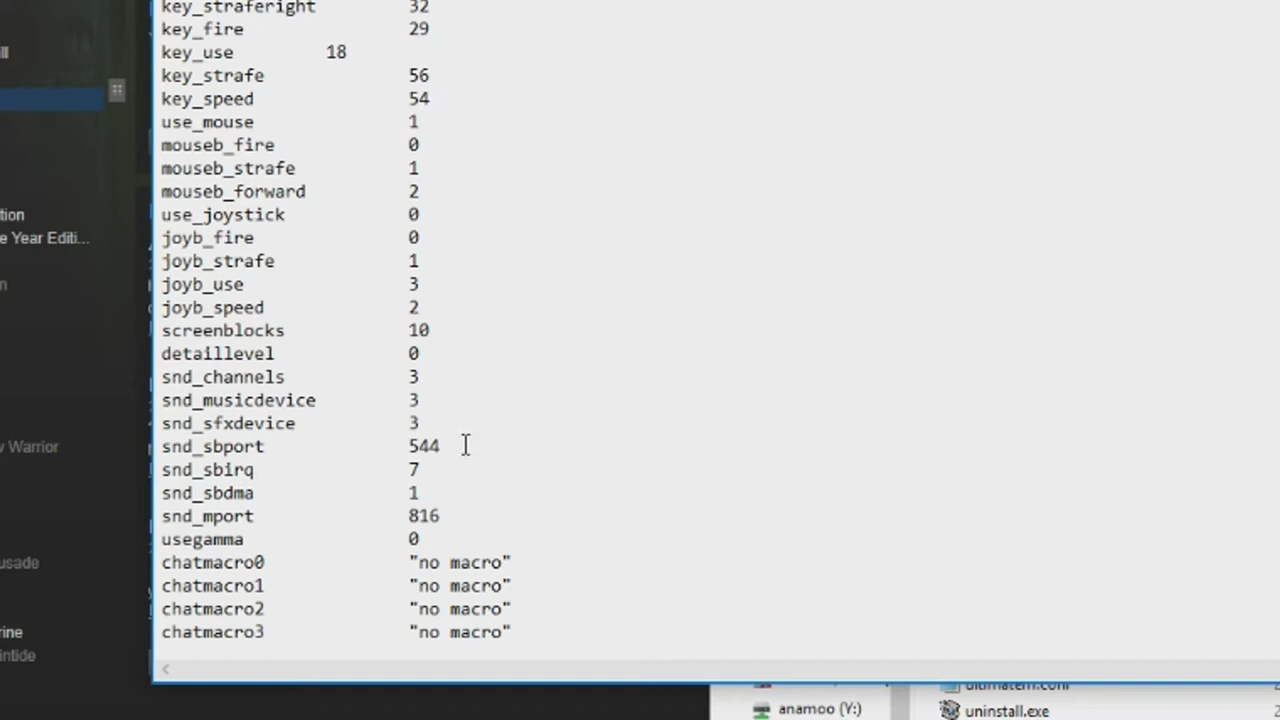 key_straferight 32
key_fire 29
key_use 18
key_strafe 56
key_speed 54
use_mouse 1
mouseb_fire 0
mouseb_strafe 1
mouseb_forward 2
use_joystick 0
joyb_fire 0
joyb_strafe 1
joyb_use 3
joyb_speed 2
screenblocks 10
detaillevel 0
snd_channels 3
snd_musicdevice 3
snd_sfxdevice 3
snd_sbport 544
snd_sbirq 7
snd_sbdma 1
snd_mport 816
usegamma 0
chatmacro0 "no macro"
chatmacro1 "no macro"
chatmacro2 "no macro"
chatmacro3 "no macro"
tion
e Year Editi...
Warrior
usade
rine
intide
anamoo (Y:)
ultimatem.conf
uninstall.exe